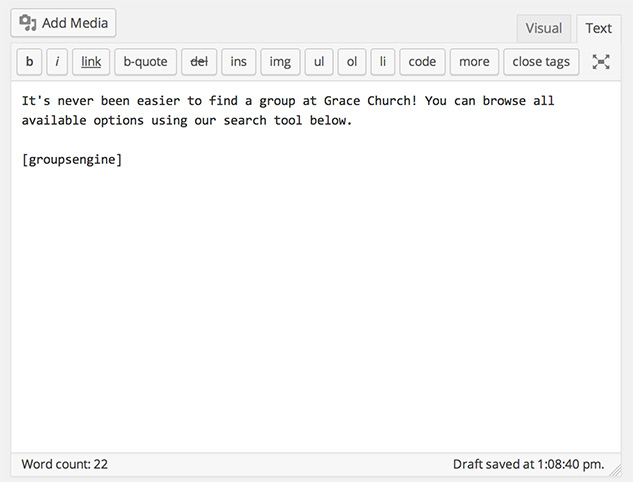 Add Media
Visual Text
b i link b-quote del ins img ul ol li code more close tags
It's never been easier to find a group at Grace Church! You can browse all
available options using our search tool below.
[groupsengine]
Word count: 22 Draft saved at 1:08:40 pm.